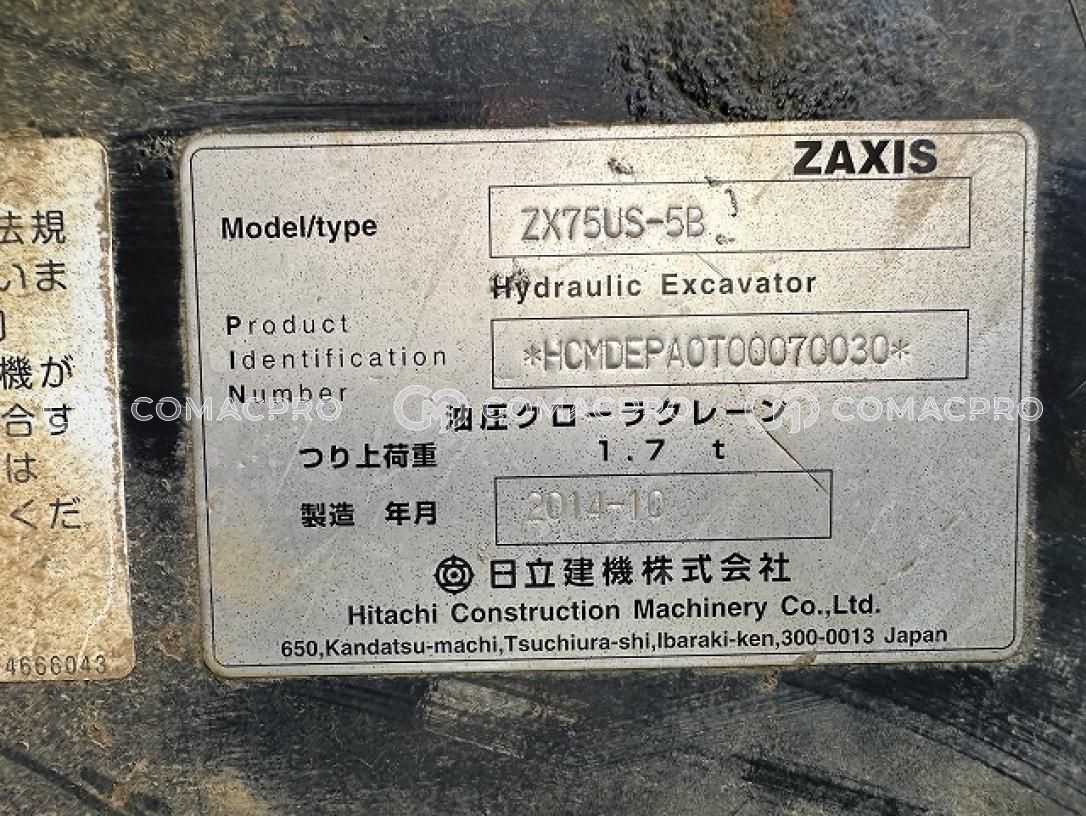 ZAXIS
Model/type ZX75US-5B
Hydraulic Excavator
Product
Identification *HCMDEPA0T00070030*
Number
COMACPRO COMACPRO COMACPRO
油圧クローラクレーン
つり上荷重 1.7 t
製造 年月 2014-10
日立建機株式会社
Hitachi Construction Machinery Co.,Ltd.
650,Kandatsu-machi,Tsuchiura-shi,Ibaraki-ken,300-0013 Japan
法規
いま
機が
合す
は
くだ
4666043